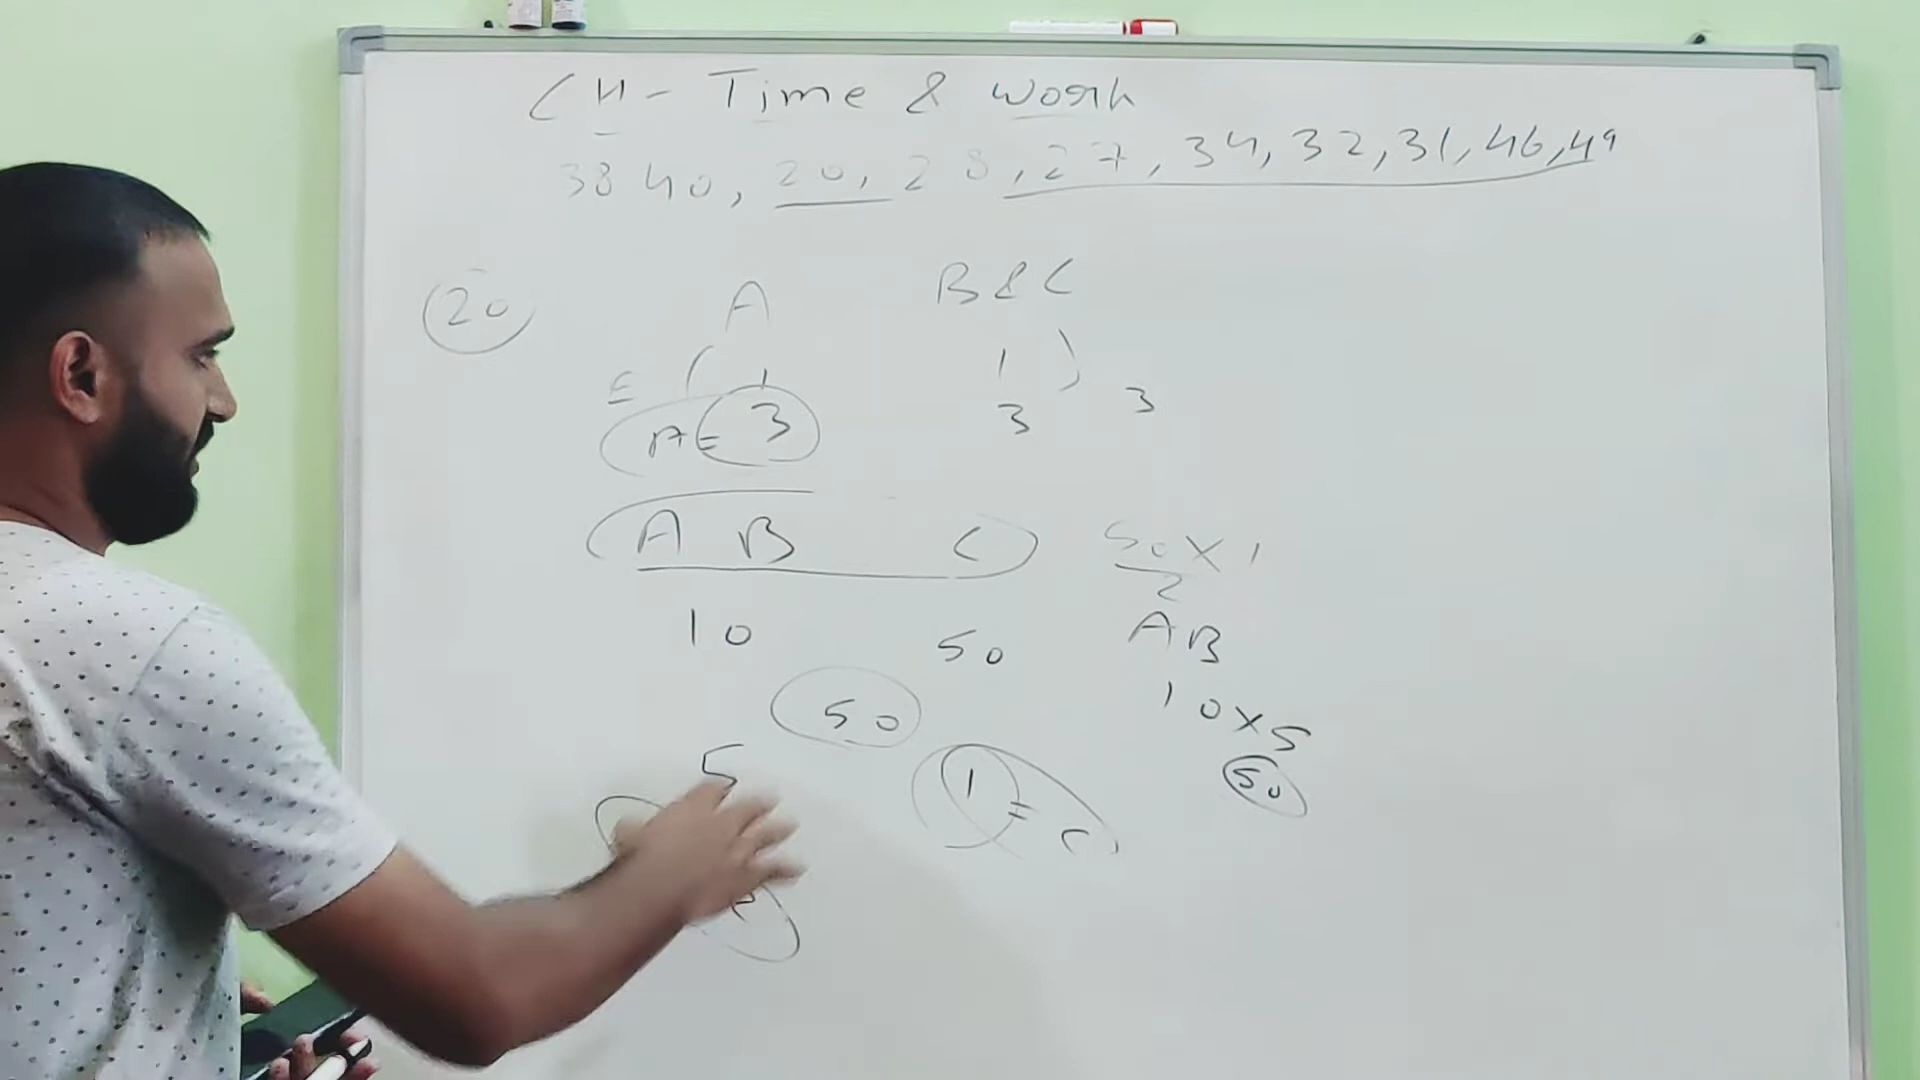 CH - Time & Work
38 40, 20, 28, 27, 34, 32, 31, 46, 49
20 A B & C
= ( 1 1 )
A = 3 3 3
A B C 50 X 1
2
10 50 A B
50 10 X 5
5 1 = C 50